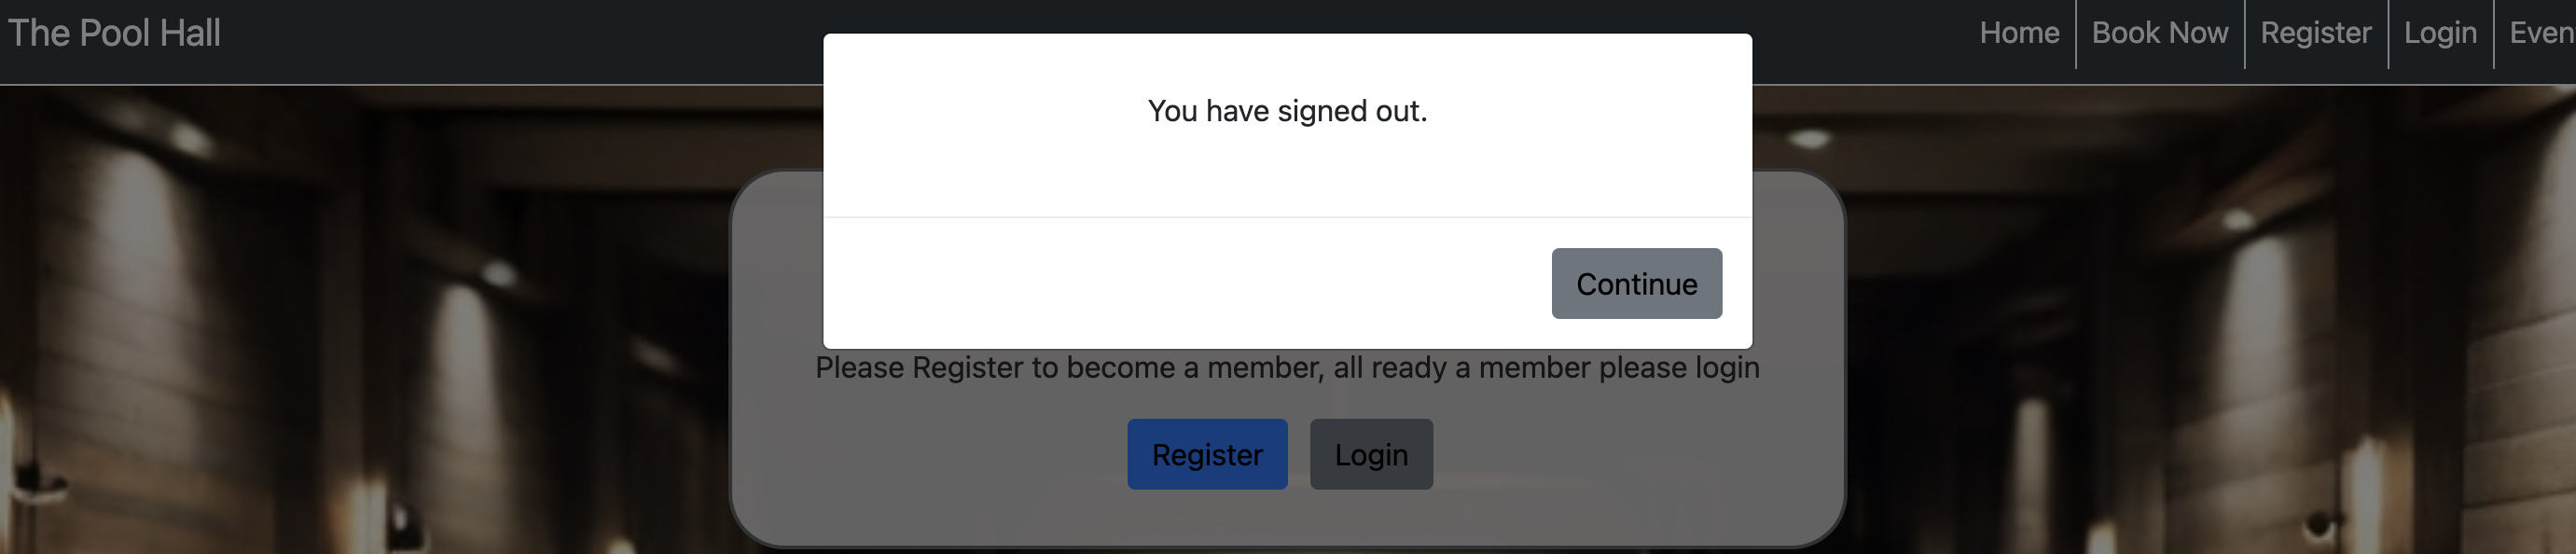 The Pool Hall
Home
Book Now
Register
Login
Even
You have signed out.
Continue
Please Register to become a member, all ready a member please login
Register
Login